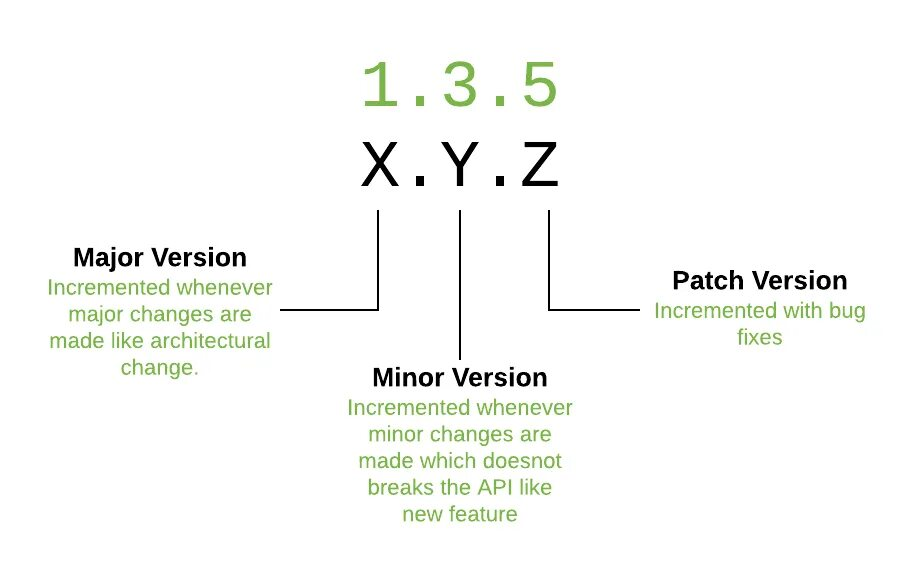 1.3.5
X.Y.Z
Major Version
Incremented whenever
major changes are
made like architectural
change.
Minor Version
Incremented whenever
minor changes are
made which doesnot
breaks the API like
new feature
Patch Version
Incremented with bug
fixes